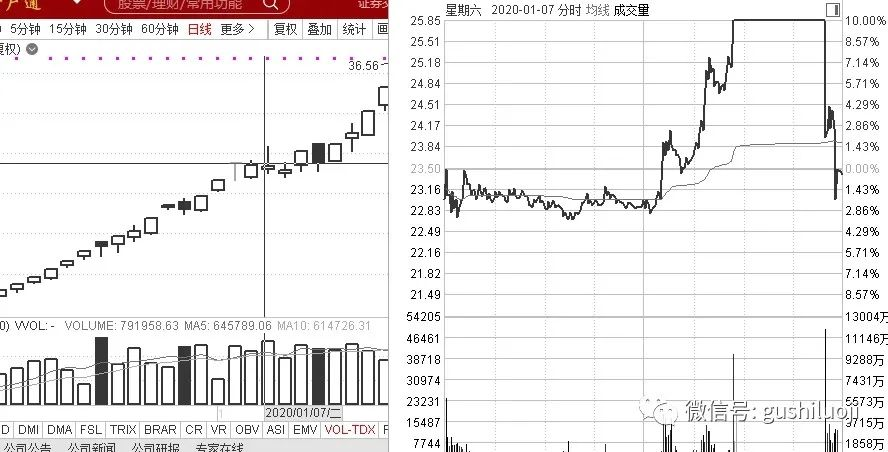 股票/理财/常用功能
5分钟 15分钟 30分钟 60分钟 日线 更多 复权 叠加 统计
36.56
VVOL: - VOLUME: 791958.63 MA5: 645789.06 MA10: 614726.31
2020/01/07/二
DMI DMA FSL TRIX BRAR CR VR OBV ASI EMV VOL-TDX
公司公告 公司新闻 公司研报 专家在线
星期六 2020-01-07 分时 均线 成交量
25.85 10.00%
25.51 8.57%
25.18 7.14%
24.84 5.71%
24.51 4.29%
24.17 2.86%
23.84 1.43%
23.50 0.00%
23.16 1.43%
22.83 2.86%
22.49 4.29%
22.16 5.71%
21.82 7.14%
21.49 8.57%
54205 13004万
46461 11146万
38718 9288万
30974 7431万
23231 5573万
15487 3715万
7744 1858万
微信号: gushiluoji